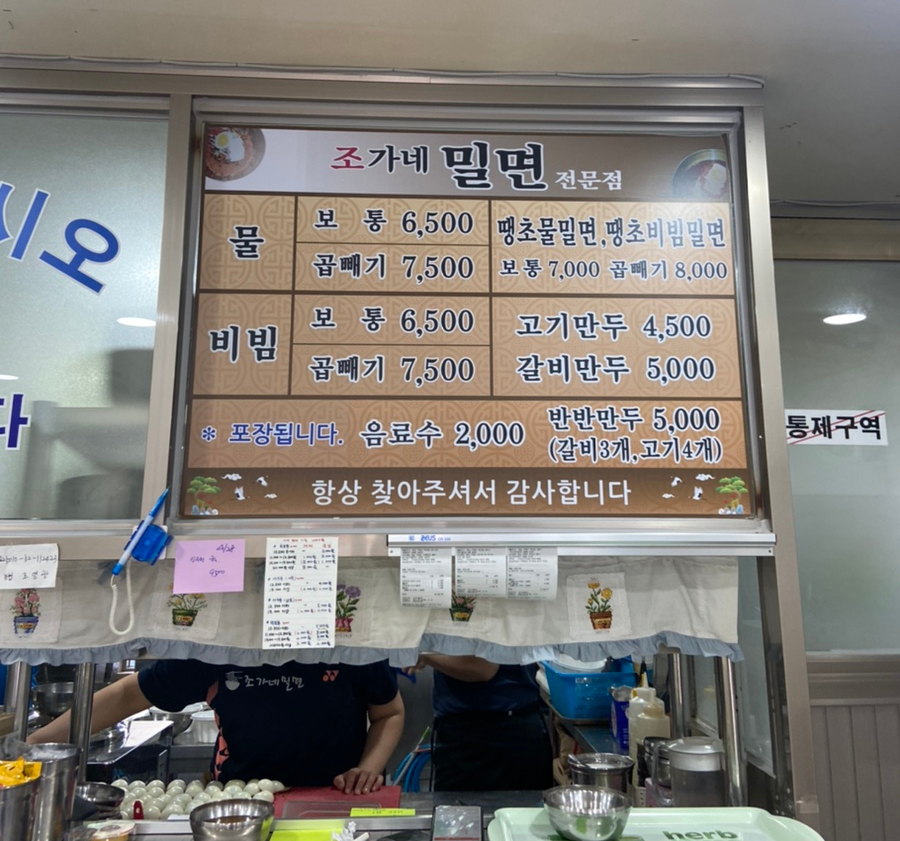 시오
다
조가네 밀면 전문점
물
보 통 6,500
곱빼기 7,500
땡초물밀면,땡초비빔밀면
보통 7,000 곱빼기 8,000
비빔
보 통 6,500
곱빼기 7,500
고기만두 4,500
갈비만두 5,000
* 포장됩니다. 음료수 2,000
반반만두 5,000
(갈비3개,고기4개)
항상 찾아주셔서 감사합니다
통제구역
조가네밀면
herb